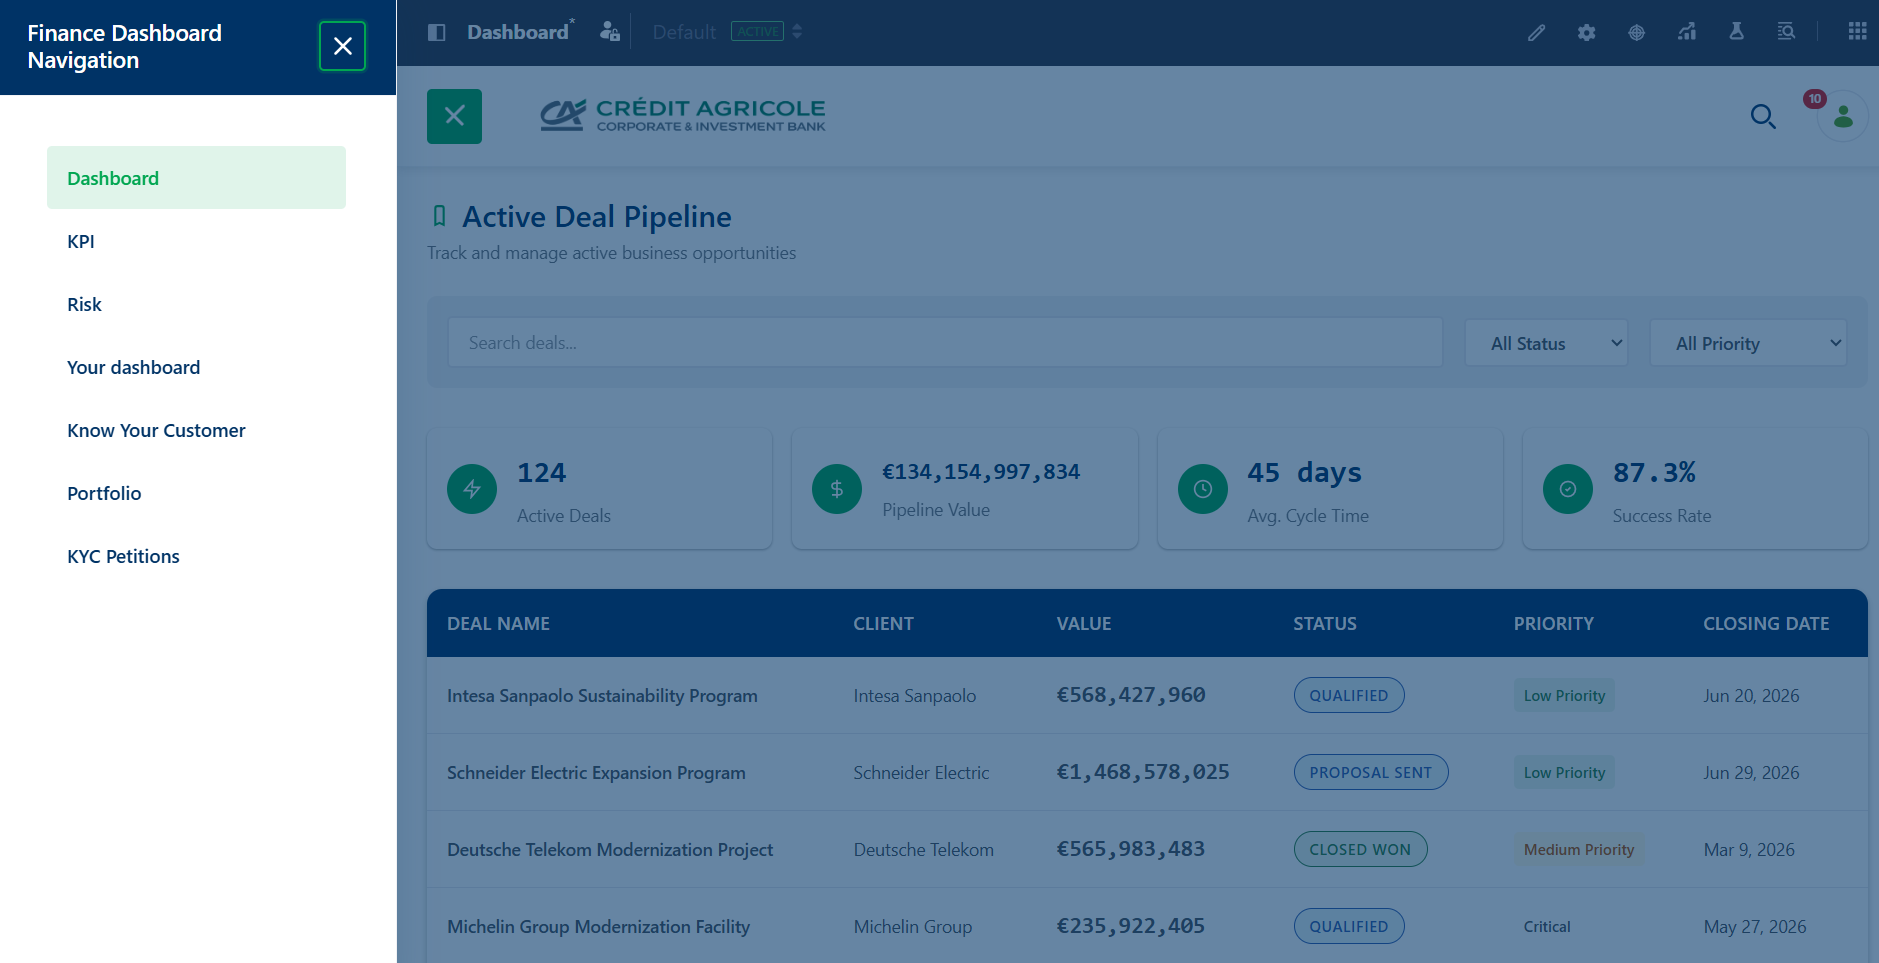 Finance Dashboard
Navigation
Dashboard
KPI
Risk
Your dashboard
Know Your Customer
Portfolio
KYC Petitions
Dashboard*
Default ACTIVE
CRÉDIT AGRICOLE
CORPORATE & INVESTMENT BANK
10
Active Deal Pipeline
Track and manage active business opportunities
Search deals... All Status All Priority
124
Active Deals
€134,154,997,834
Pipeline Value
45 days
Avg. Cycle Time
87.3%
Success Rate
DEAL NAME CLIENT VALUE STATUS PRIORITY CLOSING DATE
Intesa Sanpaolo Sustainability Program Intesa Sanpaolo €568,427,960 QUALIFIED Low Priority Jun 20, 2026
Schneider Electric Expansion Program Schneider Electric €1,468,578,025 PROPOSAL SENT Low Priority Jun 29, 2026
Deutsche Telekom Modernization Project Deutsche Telekom €565,983,483 CLOSED WON Medium Priority Mar 9, 2026
Michelin Group Modernization Facility Michelin Group €235,922,405 QUALIFIED Critical May 27, 2026